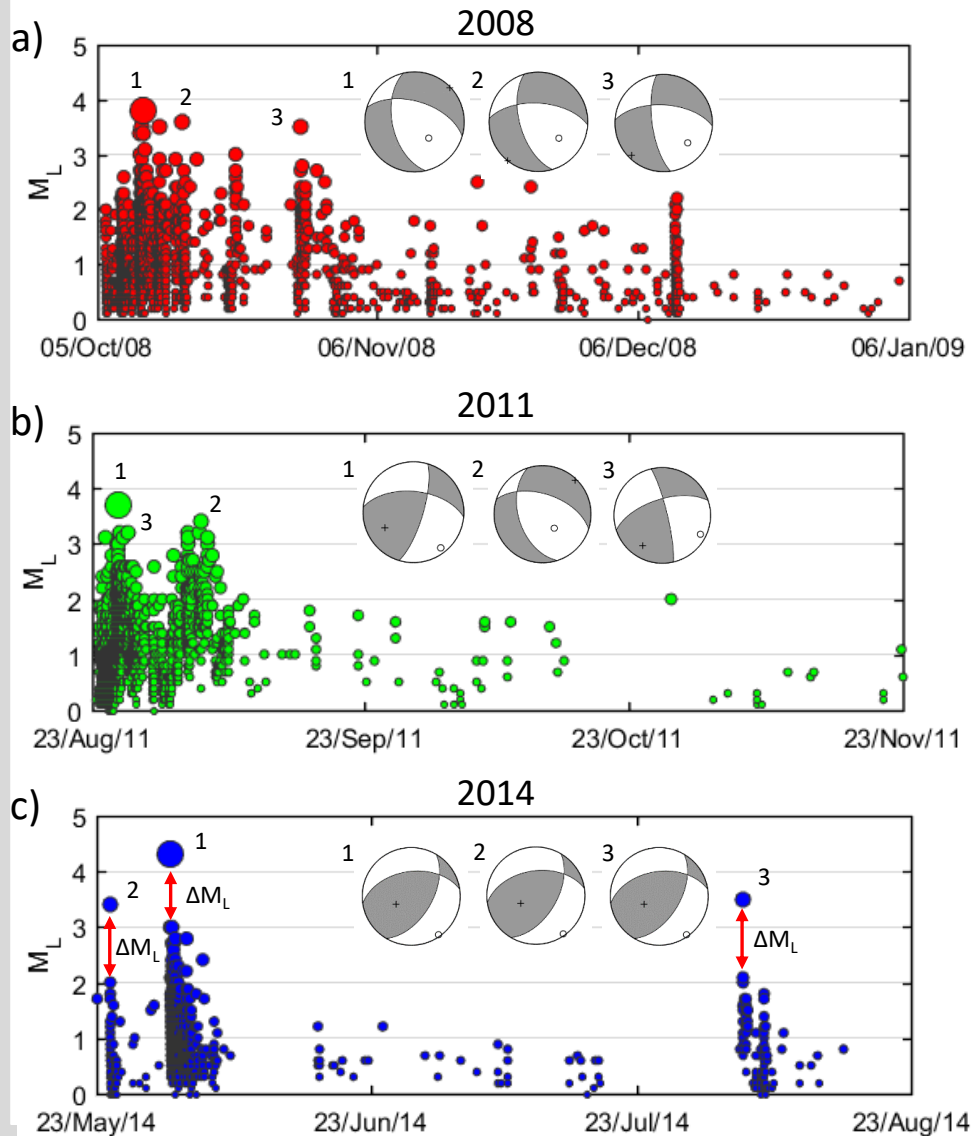 a)
2008
5
4
3
2
1
0
M_L
1
2
3
1
2
3
05/Oct/08
06/Nov/08
06/Dec/08
06/Jan/09
b)
2011
5
4
3
2
1
0
M_L
1
3
2
1
2
3
23/Aug/11
23/Sep/11
23/Oct/11
23/Nov/11
c)
2014
5
4
3
2
1
0
M_L
2
1
3
ΔM_L
ΔM_L
ΔM_L
1
2
3
23/May/14
23/Jun/14
23/Jul/14
23/Aug/14